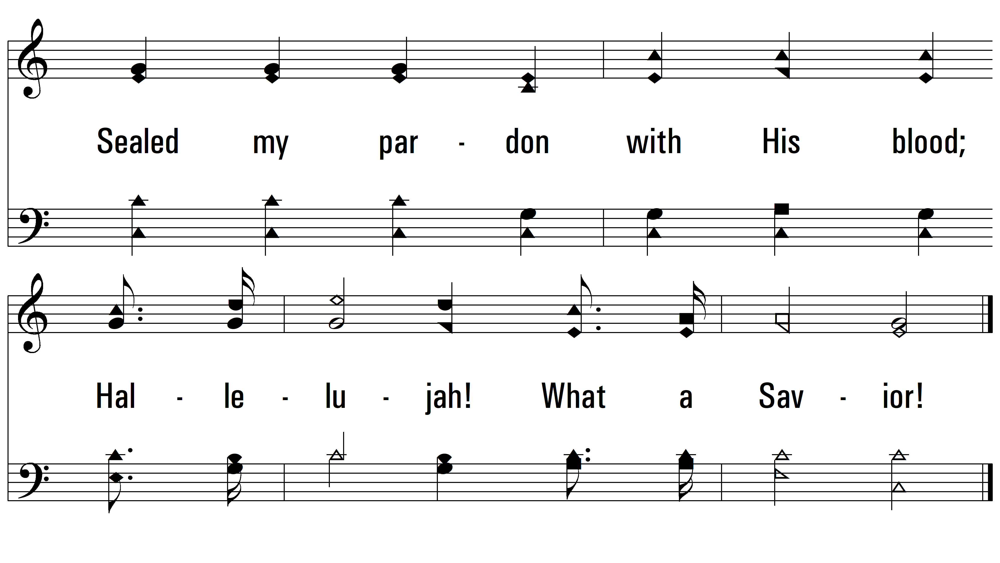 Sealed my par - don with His blood;
Hal - le - lu - jah! What a Sav - ior!